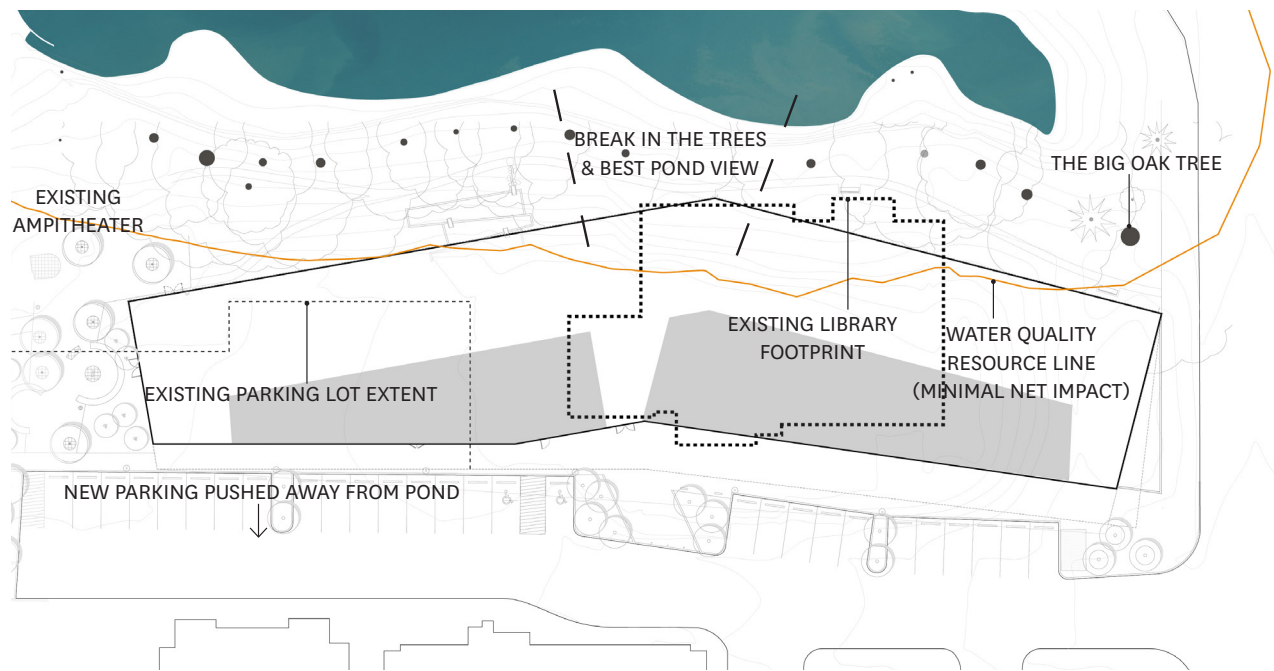 BREAK IN THE TREES
& BEST POND VIEW
THE BIG OAK TREE
EXISTING
AMPITHEATER
EXISTING LIBRARY
FOOTPRINT
WATER QUALITY
RESOURCE LINE
(MINIMAL NET IMPACT)
EXISTING PARKING LOT EXTENT
NEW PARKING PUSHED AWAY FROM POND